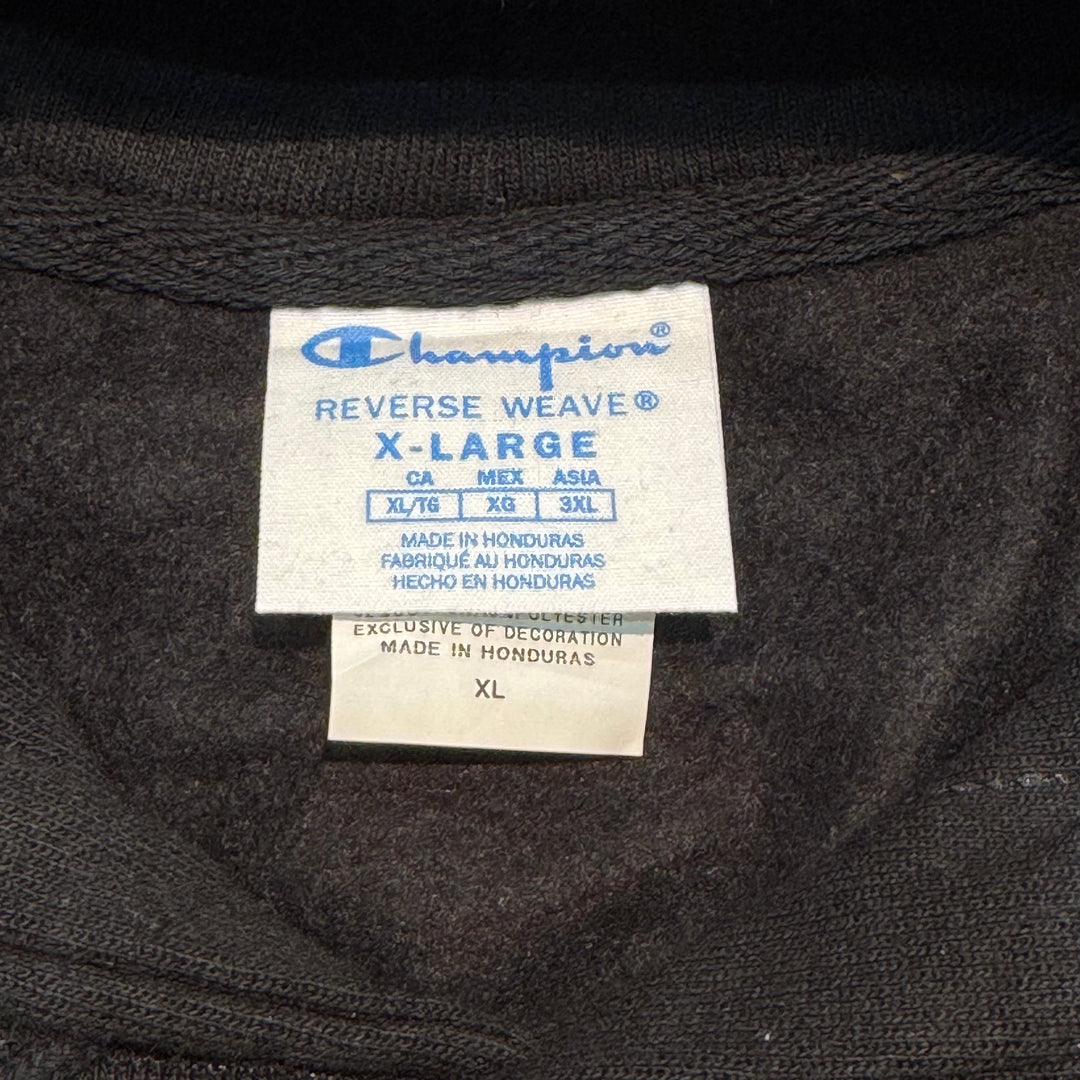 Champion®
REVERSE WEAVE®
X-LARGE
CA MEX ASIA
XL/TG XG 3XL
MADE IN HONDURAS
FABRIQUÉ AU HONDURAS
HECHO EN HONDURAS
POLYESTER
EXCLUSIVE OF DECORATION
MADE IN HONDURAS
XL